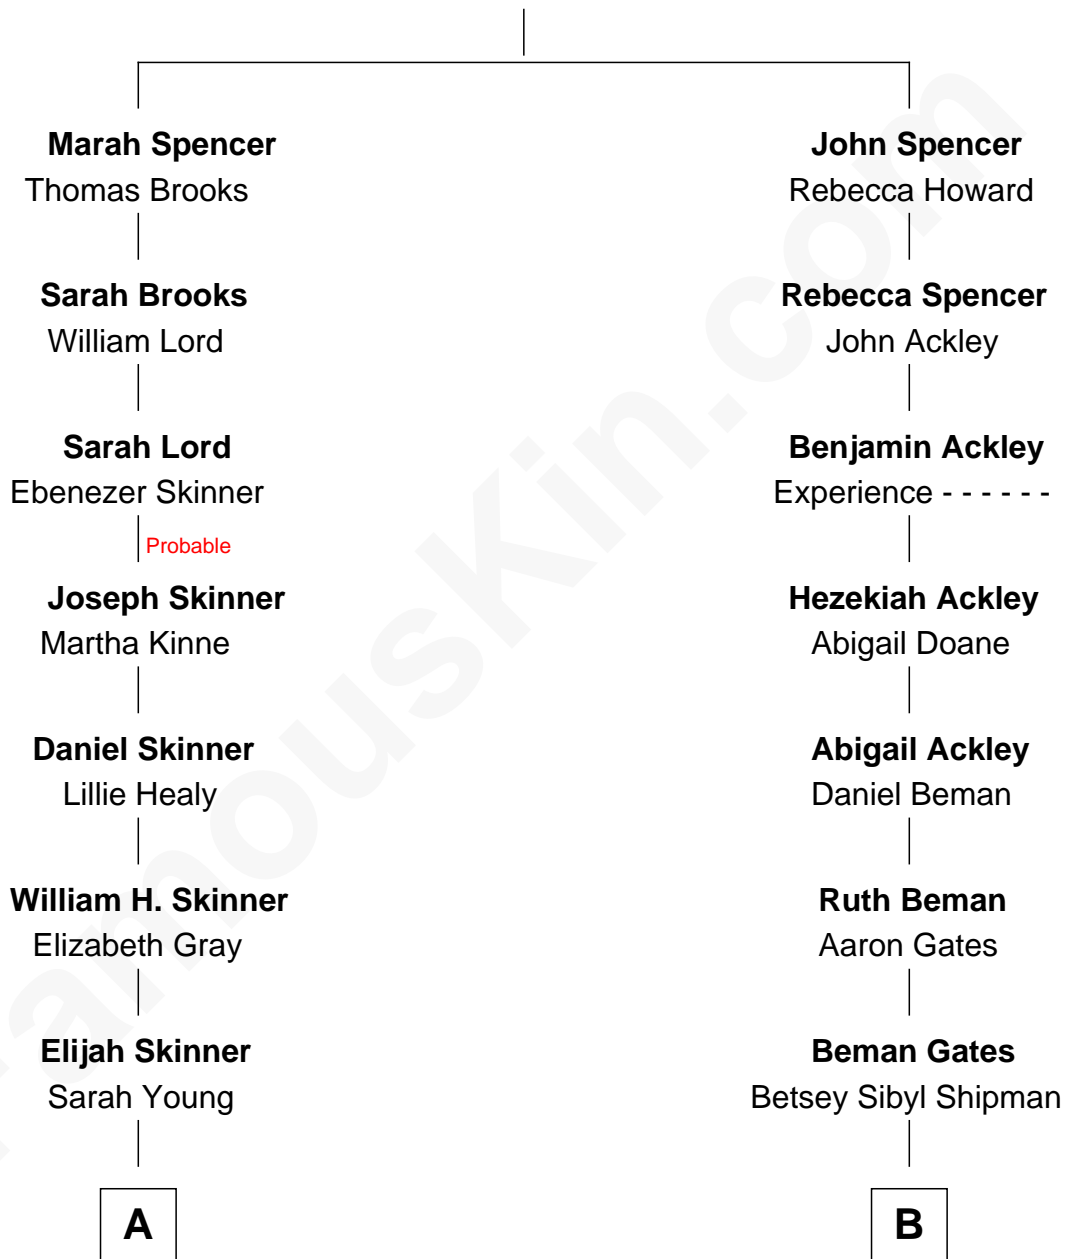 Marah Spencer
Thomas Brooks
John Spencer
Rebecca Howard
Sarah Brooks
William Lord
Rebecca Spencer
John Ackley
Sarah Lord
Ebenezer Skinner
Benjamin Ackley
Experience - - - - - -
Probable
Joseph Skinner
Martha Kinne
Hezekiah Ackley
Abigail Doane
Daniel Skinner
Lillie Healy
Abigail Ackley
Daniel Beman
William H. Skinner
Elizabeth Gray
Ruth Beman
Aaron Gates
Elijah Skinner
Sarah Young
Beman Gates
Betsey Sibyl Shipman
A
B
FamousKin.com